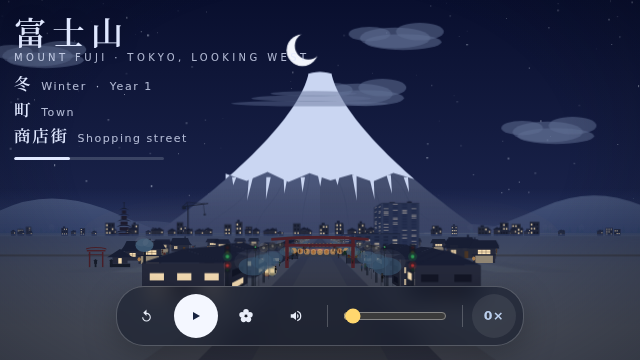 富士山
MOUNT FUJI · TOKYO, LOOKING WEST
冬 Winter · Year 1
町 Town
商店街 Shopping street
0×